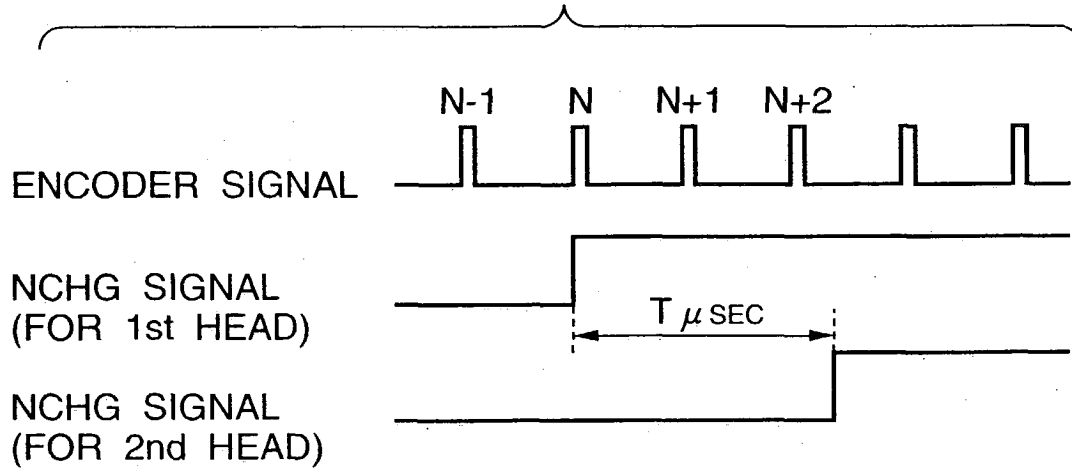 N-1 N N+1 N+2
ENCODER SIGNAL
NCHG SIGNAL
(FOR 1st HEAD)
T μ SEC
NCHG SIGNAL
(FOR 2nd HEAD)